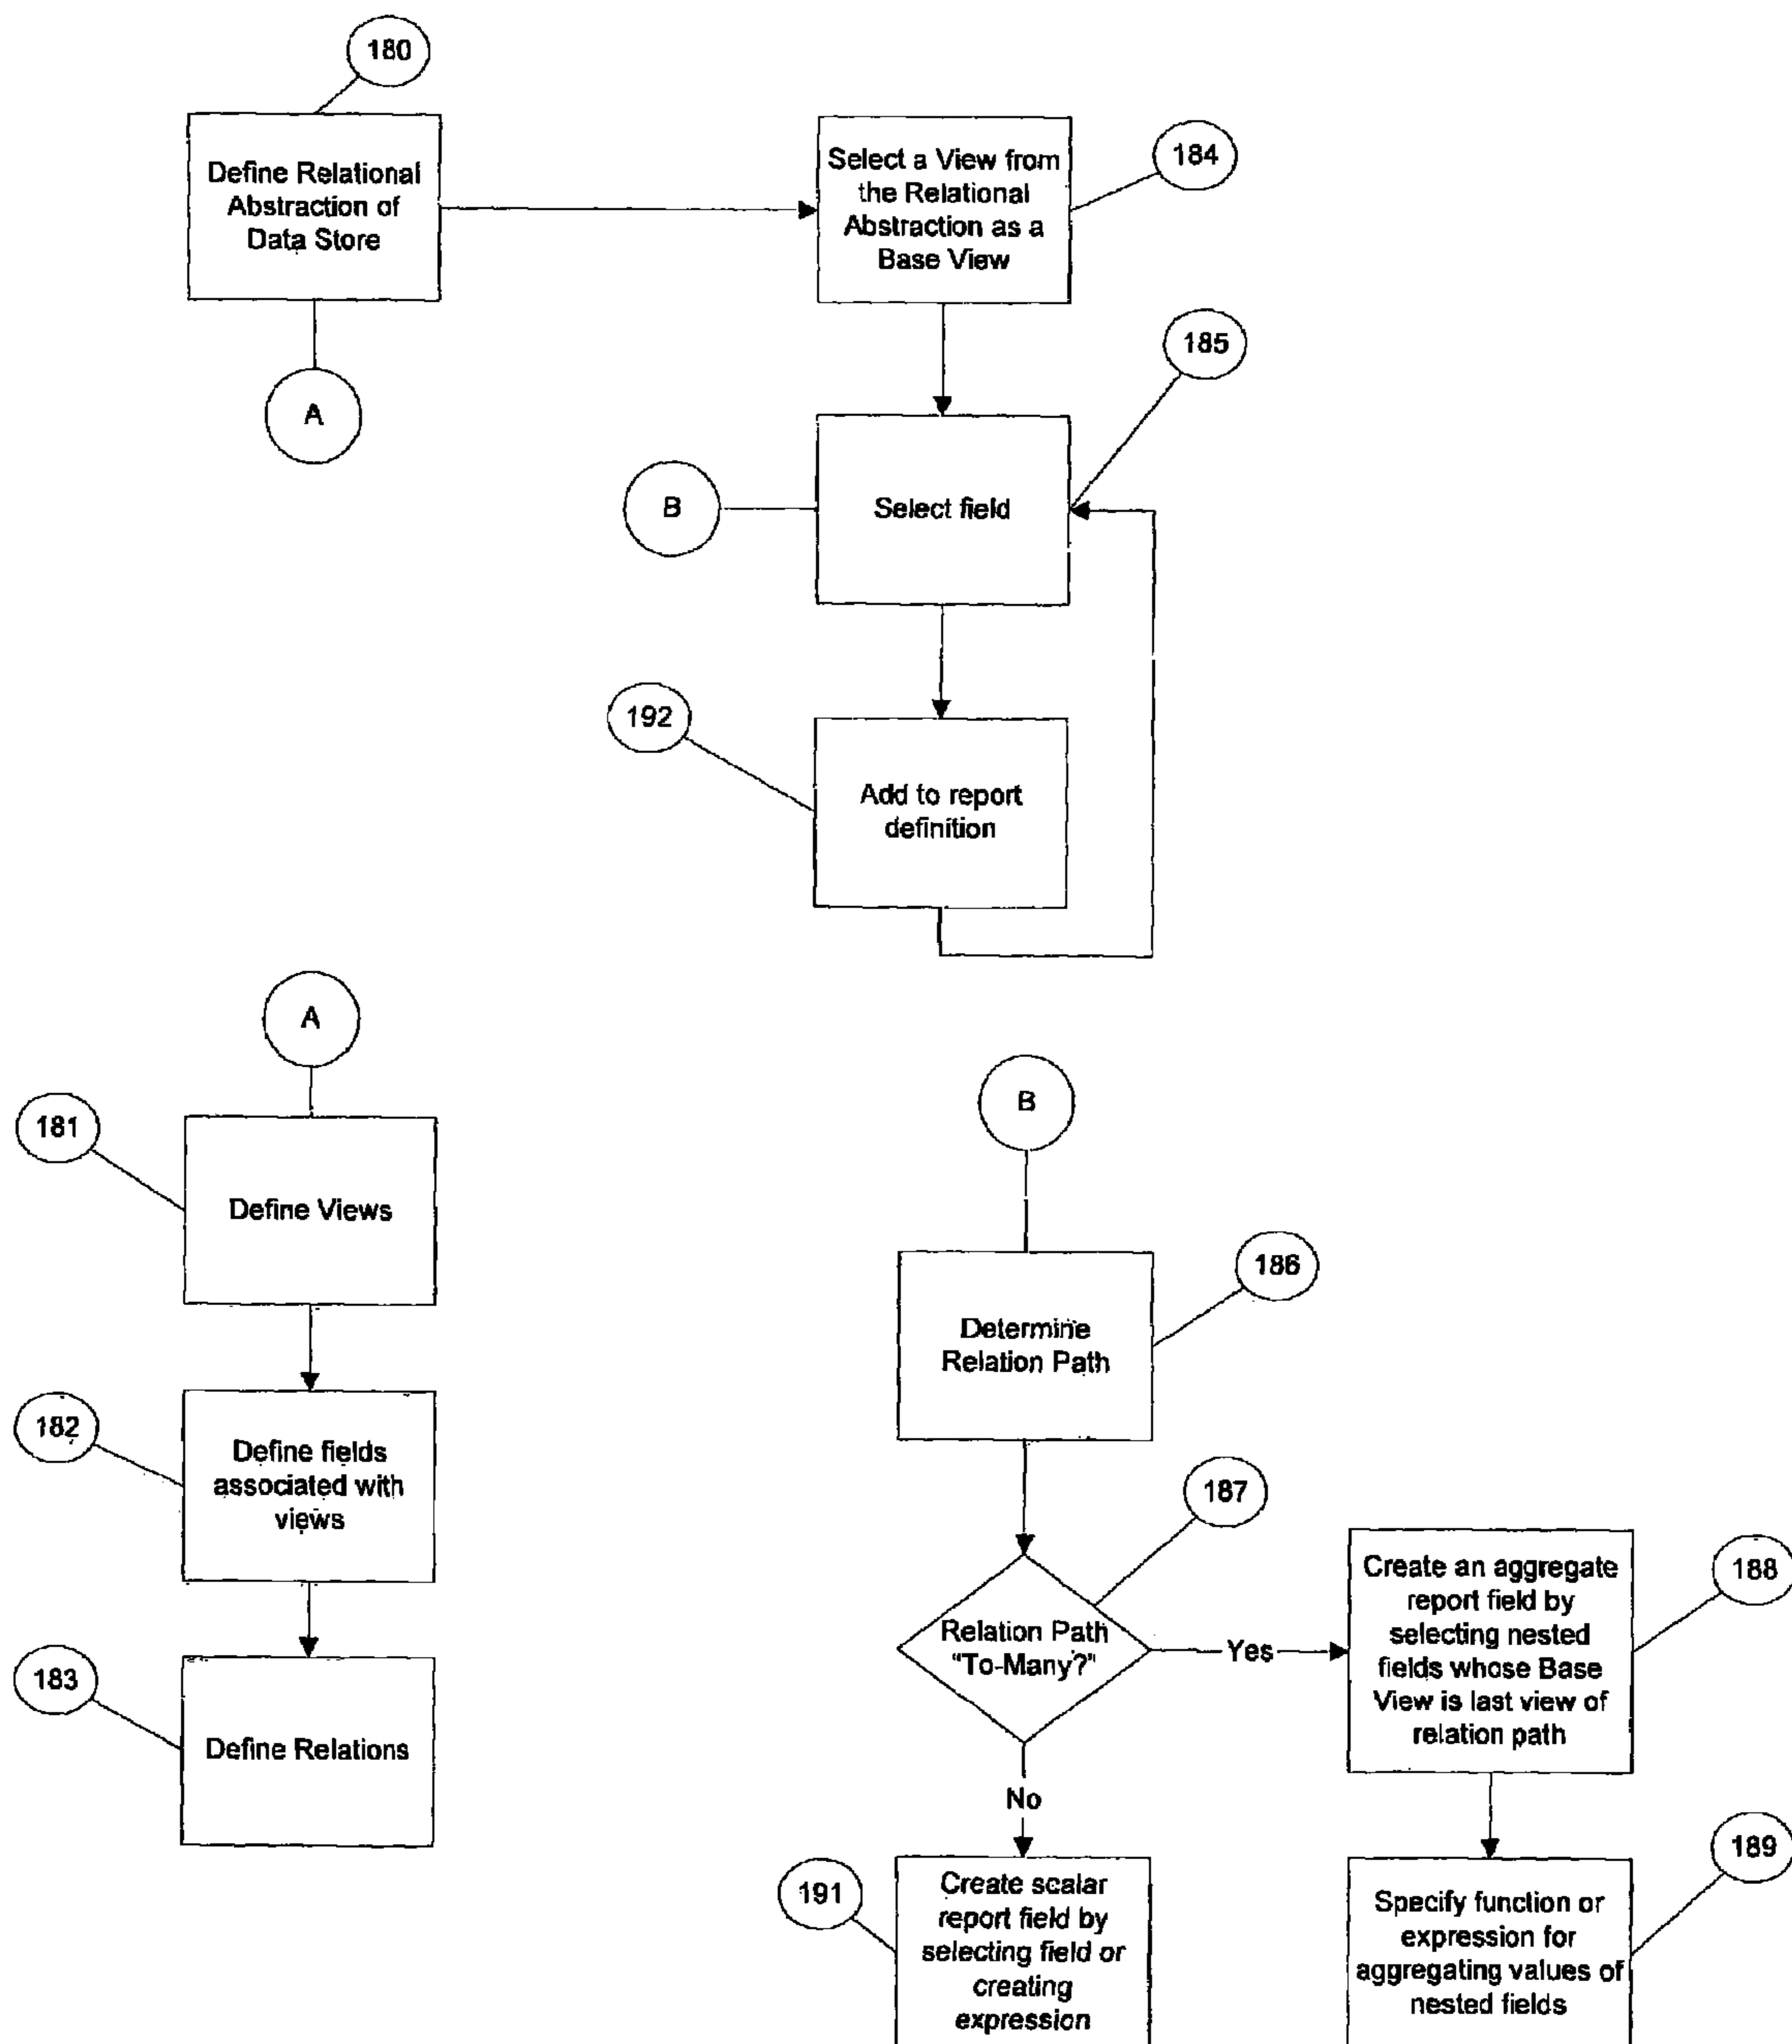 180
Define Relational
Abstraction of
Data Store
A
Select a View from
the Relational
Abstraction as a
Base View
184
185
B
Select field
192
Add to report
definition
A
181
Define Views
182
Define fields
associated with
views
183
Define Relations
B
186
Determine
Relation Path
187
Relation Path
"To-Many?"
Yes
No
188
Create an aggregate
report field by
selecting nested
fields whose Base
View is last view of
relation path
189
Specify function or
expression for
aggregating values of
nested fields
191
Create scalar
report field by
selecting field or
creating
expression